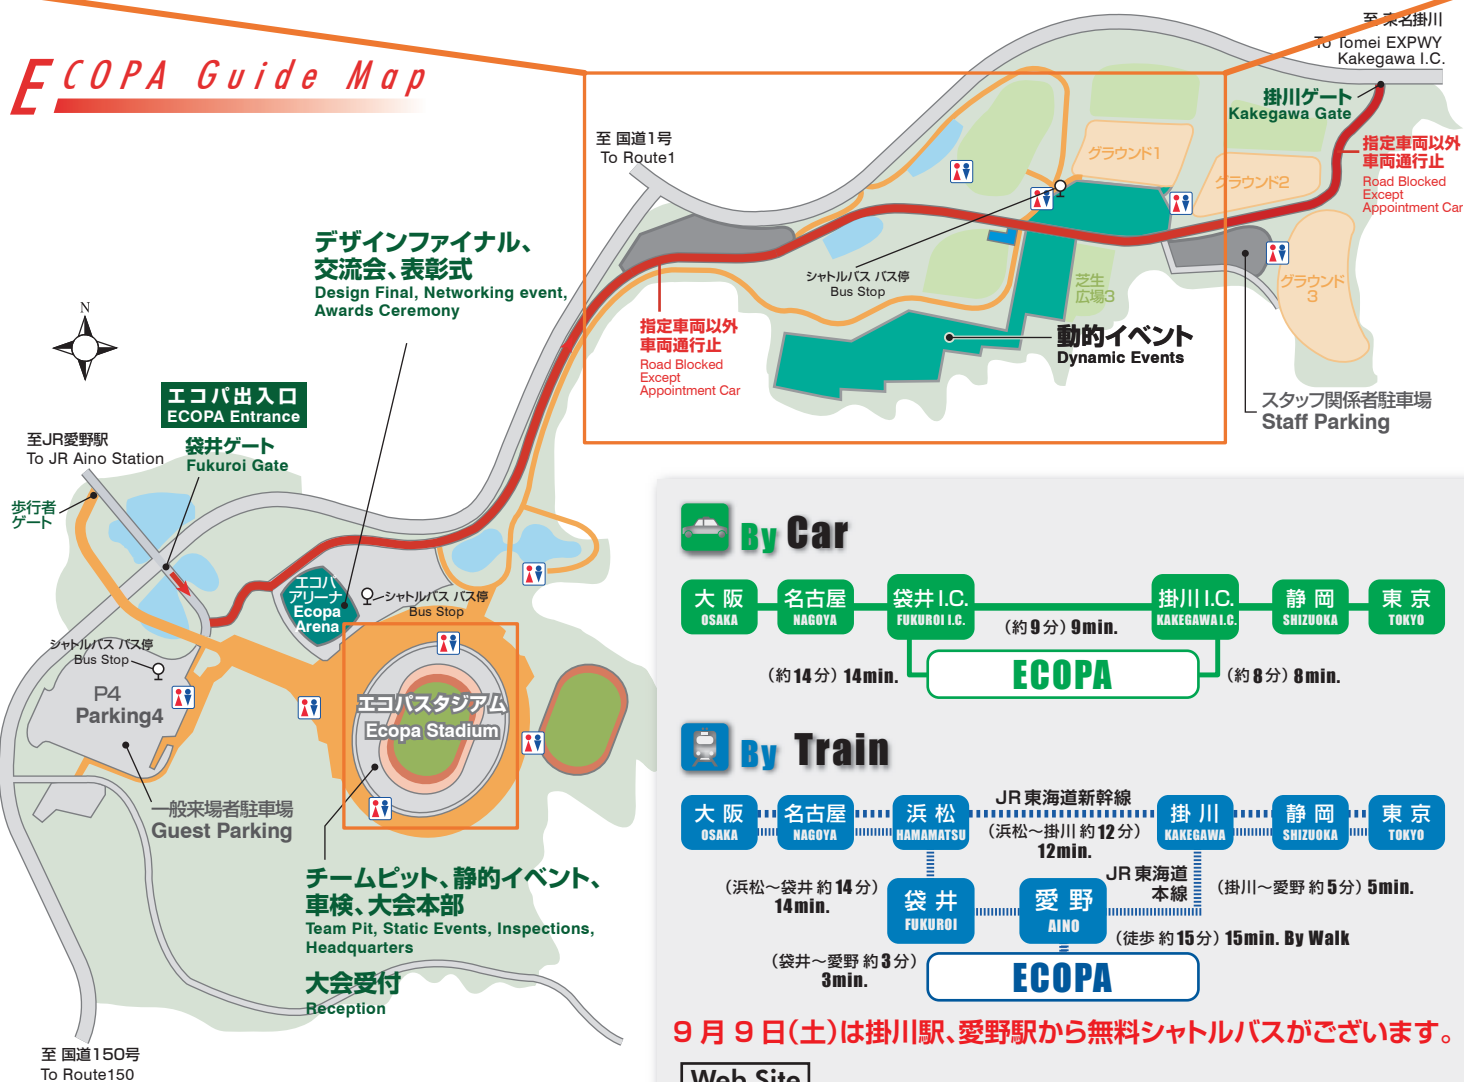 ECOPA Guide Map
至 東名掛川
To Tomei EXPWY
Kakegawa I.C.
掛川ゲート
Kakegawa Gate
指定車両以外
車両通行止
Road Blocked
Except
Appointment Car
至 国道1号
To Route1
グラウンド1
グラウンド2
グラウンド
3
シャトルバス バス停
Bus Stop
芝生
広場3
動的イベント
Dynamic Events
スタッフ関係者駐車場
Staff Parking
指定車両以外
車両通行止
Road Blocked
Except
Appointment Car
デザインファイナル、
交流会、表彰式
Design Final, Networking event,
Awards Ceremony
N
エコパ出入口
ECOPA Entrance
袋井ゲート
Fukuroi Gate
至JR愛野駅
To JR Aino Station
歩行者
ゲート
エコパ
アリーナ
Ecopa
Arena
シャトルバス バス停
Bus Stop
シャトルバス バス停
Bus Stop
P4
Parking4
エコパスタジアム
Ecopa Stadium
一般来場者駐車場
Guest Parking
チームピット、静的イベント、
車検、大会本部
Team Pit, Static Events, Inspections,
Headquarters
大会受付
Reception
至 国道150号
To Route150
By Car
大阪 名古屋 袋井I.C. 掛川I.C. 静岡 東京
OSAKA NAGOYA FUKUROI I.C. KAKEGAWA I.C. SHIZUOKA TOKYO
(約9分) 9min.
(約14分) 14min.
ECOPA
(約8分) 8min.
By Train
JR東海道新幹線
大阪 名古屋 浜松 掛川 静岡 東京
OSAKA NAGOYA HAMAMATSU KAKEGAWA SHIZUOKA TOKYO
(浜松〜掛川 約12分)
12min.
(浜松〜袋井 約14分)
14min.
袋井
FUKUROI
愛野
AINO
JR東海道
本線
(掛川〜愛野 約5分) 5min.
(徒歩 約15分) 15min. By Walk
(袋井〜愛野 約3分)
3min.
ECOPA
9月9日(土)は掛川駅、愛野駅から無料シャトルバスがございます。
Web Site